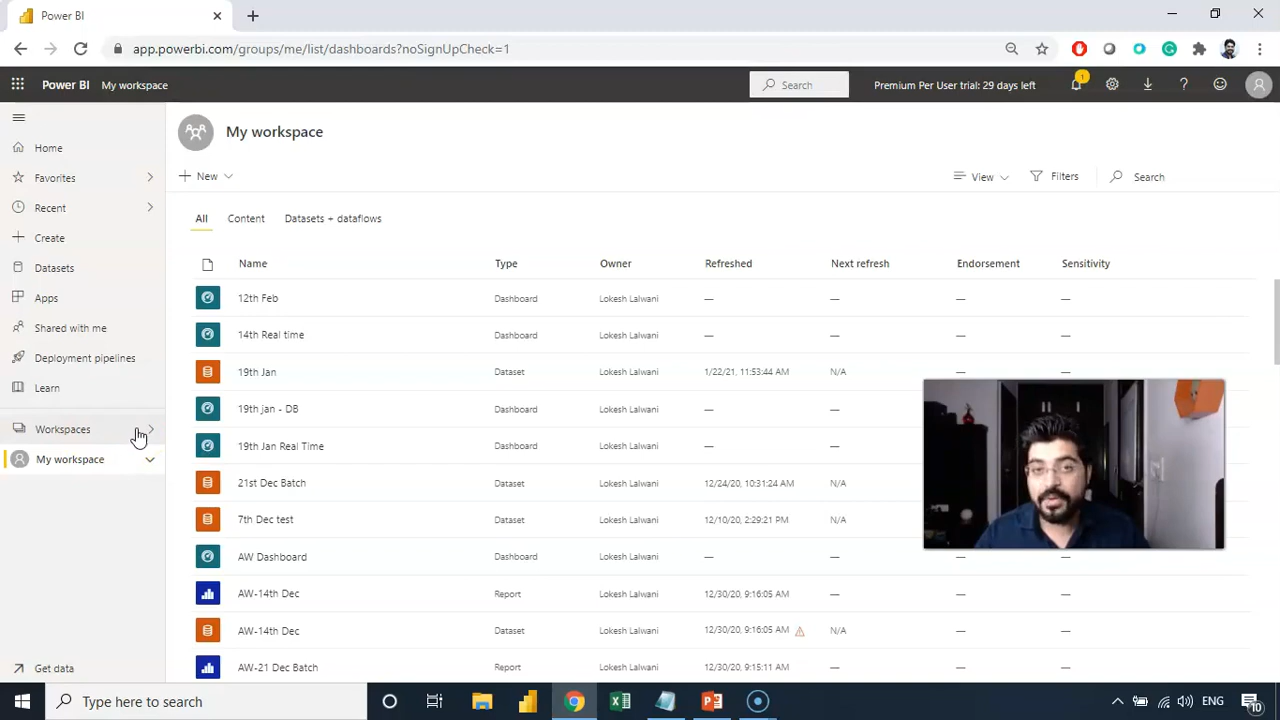 Power BI
app.powerbi.com/groups/me/list/dashboards?noSignUpCheck=1
Power BI My workspace Search Premium Per User trial: 29 days left 1
Home
Favorites
Recent
Create
Datasets
Apps
Shared with me
Deployment pipelines
Learn
Workspaces
My workspace
Get data
My workspace
New View Filters Search
All Content Datasets + dataflows
Name Type Owner Refreshed Next refresh Endorsement Sensitivity
12th Feb Dashboard Lokesh Lalwani — — — —
14th Real time Dashboard Lokesh Lalwani — — — —
19th Jan Dataset Lokesh Lalwani 1/22/21, 11:53:44 AM N/A — —
19th jan - DB Dashboard Lokesh Lalwani — —
19th Jan Real Time Dashboard Lokesh Lalwani — —
21st Dec Batch Dataset Lokesh Lalwani 12/24/20, 10:31:24 AM N/A
7th Dec test Dataset Lokesh Lalwani 12/10/20, 2:29:21 PM N/A
AW Dashboard Dashboard Lokesh Lalwani — — — —
AW-14th Dec Report Lokesh Lalwani 12/30/20, 9:16:05 AM — — —
AW-14th Dec Dataset Lokesh Lalwani 12/30/20, 9:16:05 AM N/A — —
AW-21 Dec Batch Report Lokesh Lalwani 12/30/20, 9:15:11 AM — — —
Type here to search ENG 10